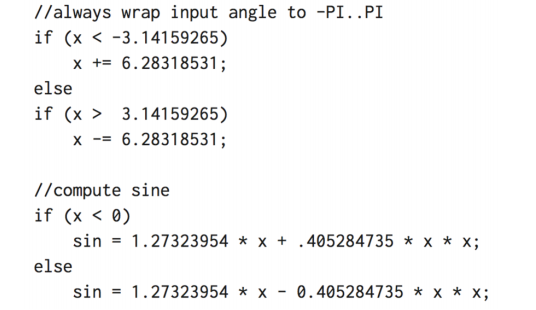 //always wrap input angle to -PI..PI
if (x < -3.14159265)
    x += 6.28318531;
else
if (x >  3.14159265)
    x -= 6.28318531;

//compute sine
if (x < 0)
    sin = 1.27323954 * x + .405284735 * x * x;
else
    sin = 1.27323954 * x - 0.405284735 * x * x;